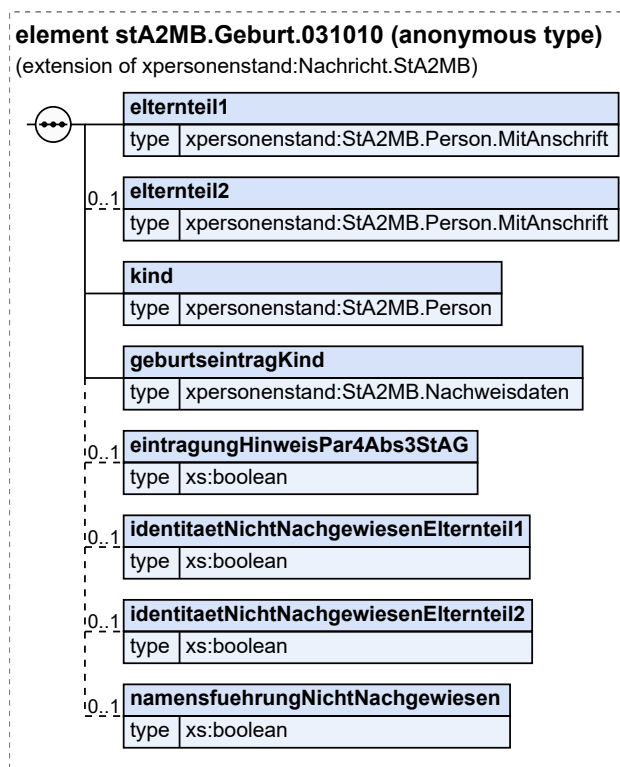 element stA2MB.Geburt.031010 (anonymous type)
(extension of xpersonenstand:Nachricht.StA2MB)
elternteil1
type xpersonenstand:StA2MB.Person.MitAnschrift
0..1 elternteil2
type xpersonenstand:StA2MB.Person.MitAnschrift
kind
type xpersonenstand:StA2MB.Person
geburtseintragKind
type xpersonenstand:StA2MB.Nachweisdaten
0..1 eintragungHinweisPar4Abs3StAG
type xs:boolean
0..1 identitaetNichtNachgewiesenElternteil1
type xs:boolean
0..1 identitaetNichtNachgewiesenElternteil2
type xs:boolean
0..1 namensfuehrungNichtNachgewiesen
type xs:boolean